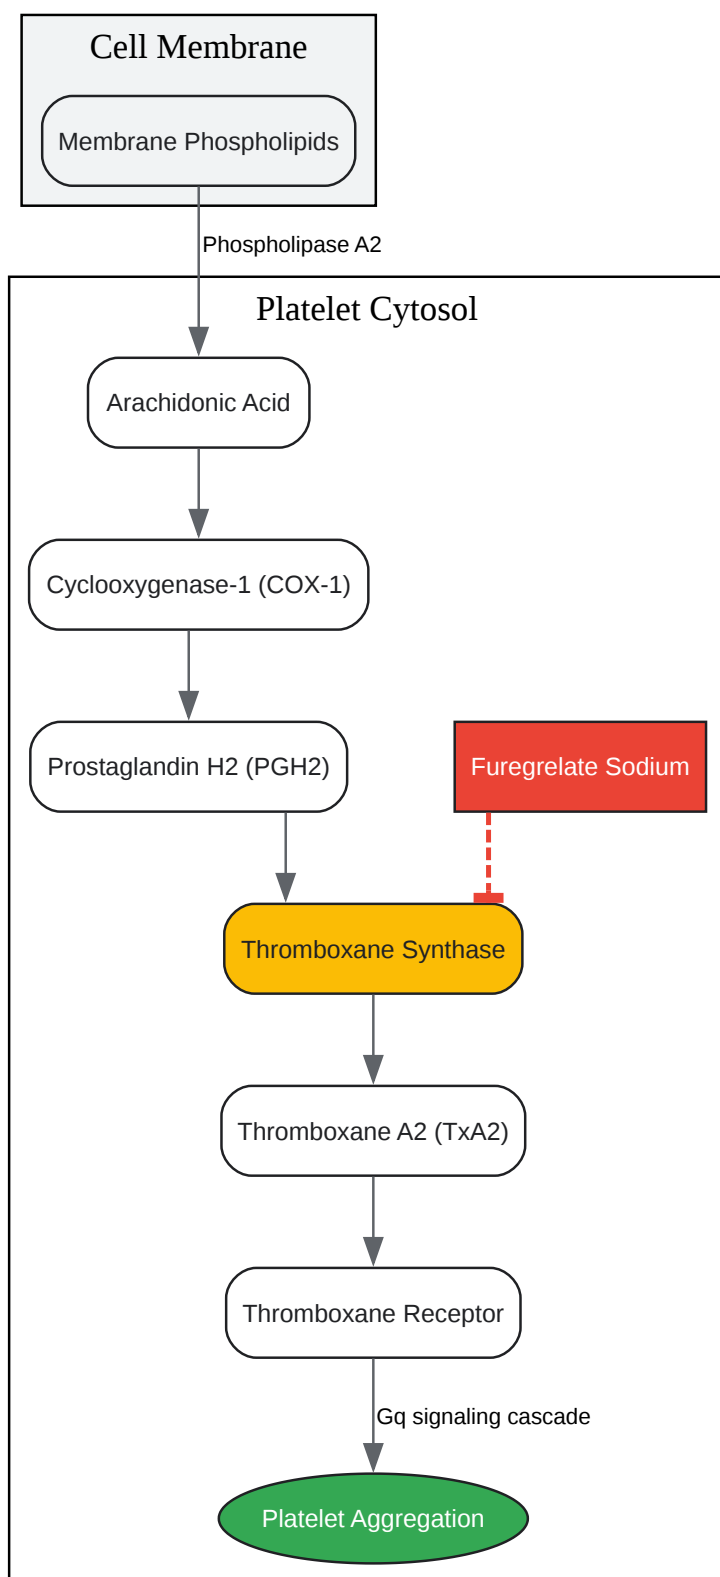 Cell Membrane
Membrane Phospholipids
Phospholipase A2
Platelet Cytosol
Arachidonic Acid
Cyclooxygenase-1 (COX-1)
Prostaglandin H2 (PGH2)
Furegrelate Sodium
Thromboxane Synthase
Thromboxane A2 (TxA2)
Thromboxane Receptor
Gq signaling cascade
Platelet Aggregation